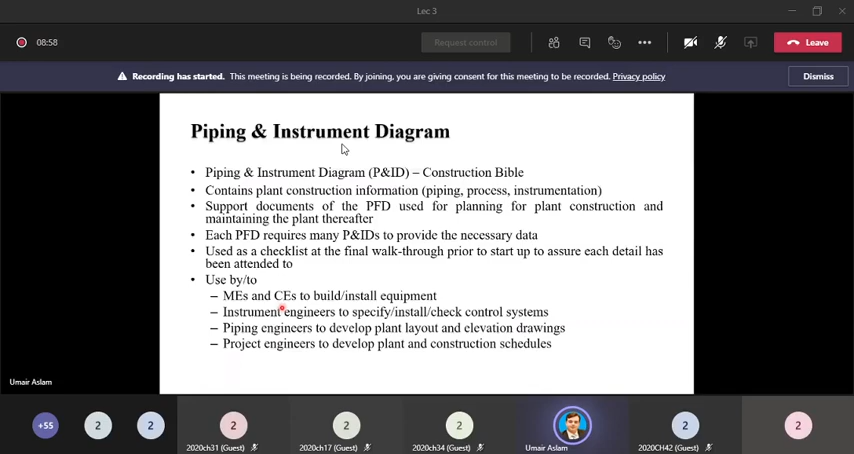 Lec 3
08:58
Request control
Leave
Recording has started. This meeting is being recorded. By joining, you are giving consent for this meeting to be recorded. Privacy policy
Dismiss
Piping & Instrument Diagram
• Piping & Instrument Diagram (P&ID) – Construction Bible
• Contains plant construction information (piping, process, instrumentation)
• Support documents of the PFD used for planning for plant construction and
maintaining the plant thereafter
• Each PFD requires many P&IDs to provide the necessary data
• Used as a checklist at the final walk-through prior to start up to assure each detail has
been attended to
• Use by/to
– MEs and CEs to build/install equipment
– Instrument engineers to specify/install/check control systems
– Piping engineers to develop plant layout and elevation drawings
– Project engineers to develop plant and construction schedules
Umair Aslam
+55
2
2
2
2
2
2
2
2020ch31 (Guest)
2020ch17 (Guest)
2020ch34 (Guest)
Umair Aslam
2020CH42 (Guest)